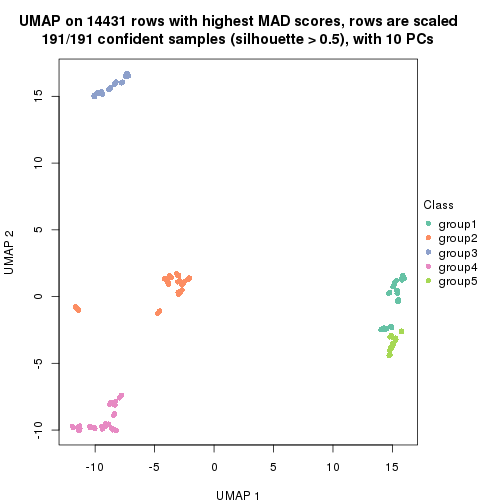 UMAP on 14431 rows with highest MAD scores, rows are scaled
191/191 confident samples (silhouette > 0.5), with 10 PCs
15
10
5
0
-5
-10
UMAP 2
-10
-5
0
5
10
15
UMAP 1
Class
group1
group2
group3
group4
group5